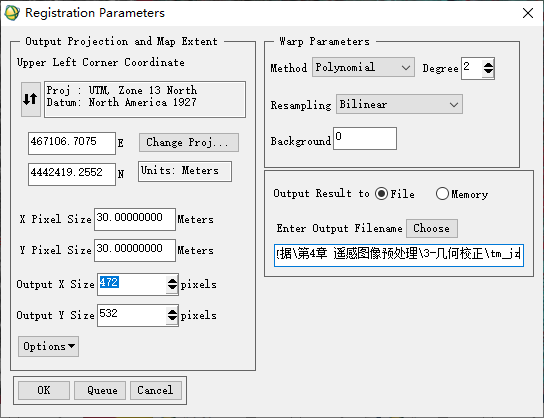 Registration Parameters
Output Projection and Map Extent
Upper Left Corner Coordinate
Proj : UTM, Zone 13 North
Datum: North America 1927
467106.7075 E
Change Proj...
4442419.2552 N
Units: Meters
X Pixel Size 30.00000000 Meters
Y Pixel Size 30.00000000 Meters
Output X Size 472 pixels
Output Y Size 532 pixels
Options
OK Queue Cancel
Warp Parameters
Method Polynomial Degree 2
Resampling Bilinear
Background 0
Output Result to File Memory
Enter Output Filename Choose
据\第4章 遥感图像预处理\3-几何校正\tm_jz